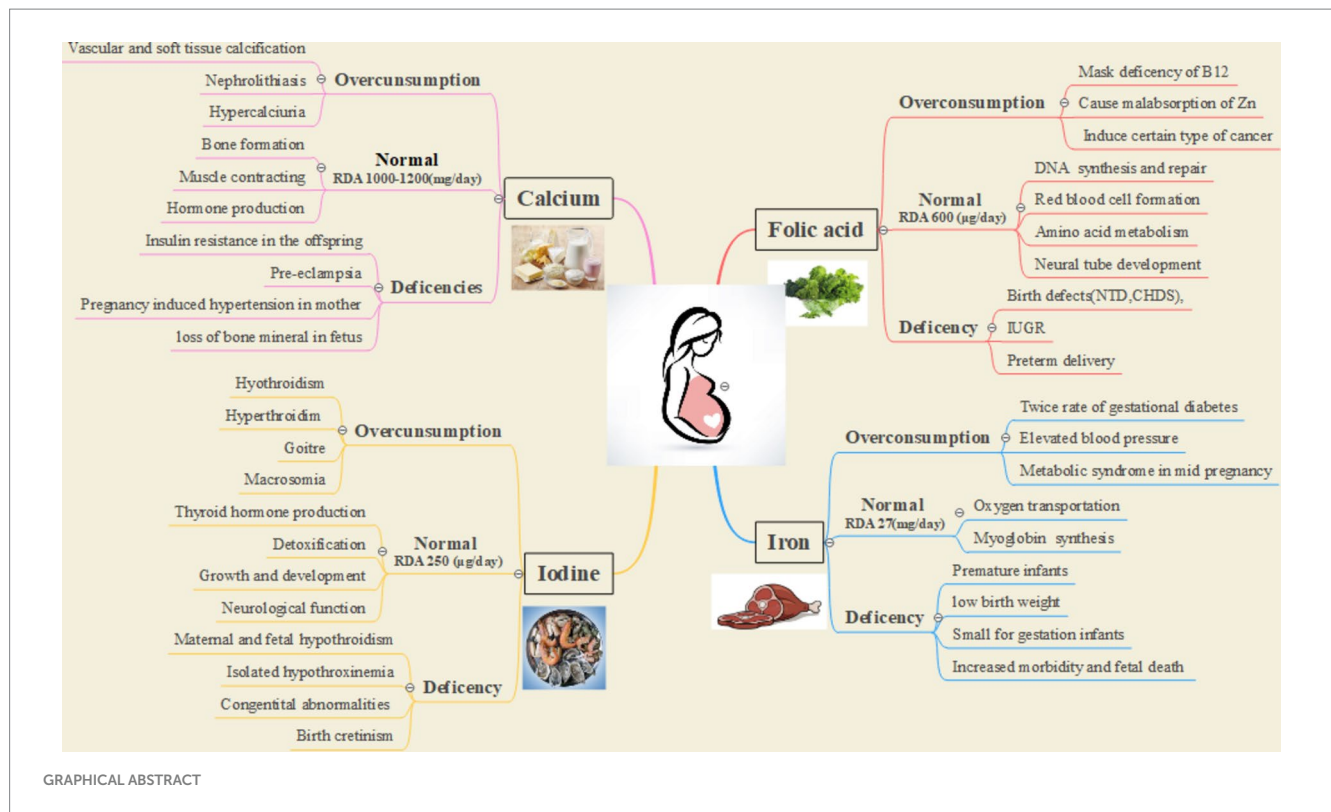 Vascular and soft tissue calcification
Nephrolithiasis
Hypercalciuria
Overcunsumption
Bone formation
Muscle contracting
Hormone production
Normal
RDA 1000-1200(mg/day)
Insulin resistance in the offspring
Pre-eclampsia
Pregnancy induced hypertension in mother
loss of bone mineral in fetus
Deficencies
Calcium
Hyothroidism
Hyperthroidim
Goitre
Macrosomia
Overcunsumption
Thyroid hormone production
Detoxification
Growth and development
Neurological function
Normal
RDA 250 (µg/day)
Maternal and fetal hypothroidism
Isolated hypothroxinemia
Congentital abnormalities
Birth cretinism
Deficency
Iodine
Folic acid
Overconsumption
Mask deficency of B12
Cause malabsorption of Zn
Induce certain type of cancer
Normal
RDA 600 (µg/day)
DNA synthesis and repair
Red blood cell formation
Amino acid metabolism
Neural tube development
Deficency
Birth defects(NTD,CHDS),
IUGR
Preterm delivery
Iron
Overconsumption
Twice rate of gestational diabetes
Elevated blood pressure
Metabolic syndrome in mid pregnancy
Normal
RDA 27(mg/day)
Oxygen transportation
Myoglobin synthesis
Deficency
Premature infants
low birth weight
Small for gestation infants
Increased morbidity and fetal death
GRAPHICAL ABSTRACT